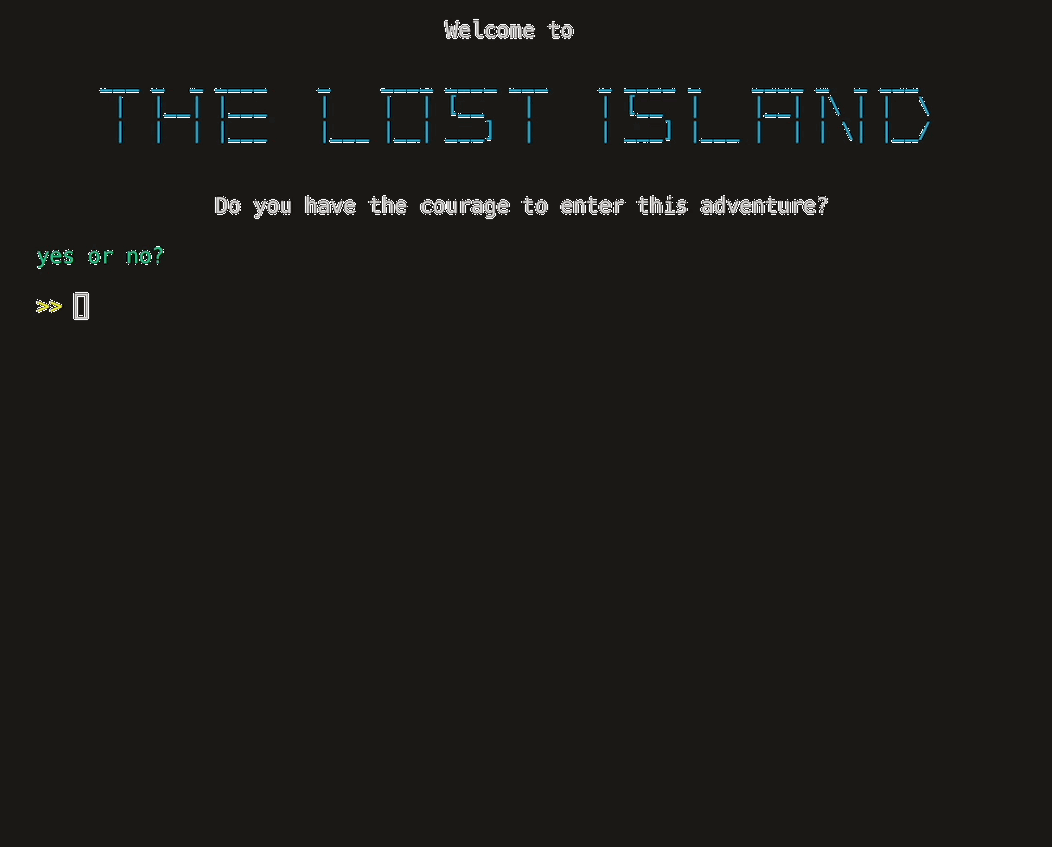 Welcome to
THE LOST ISLAND
Do you have the courage to enter this adventure?
yes or no?
>>